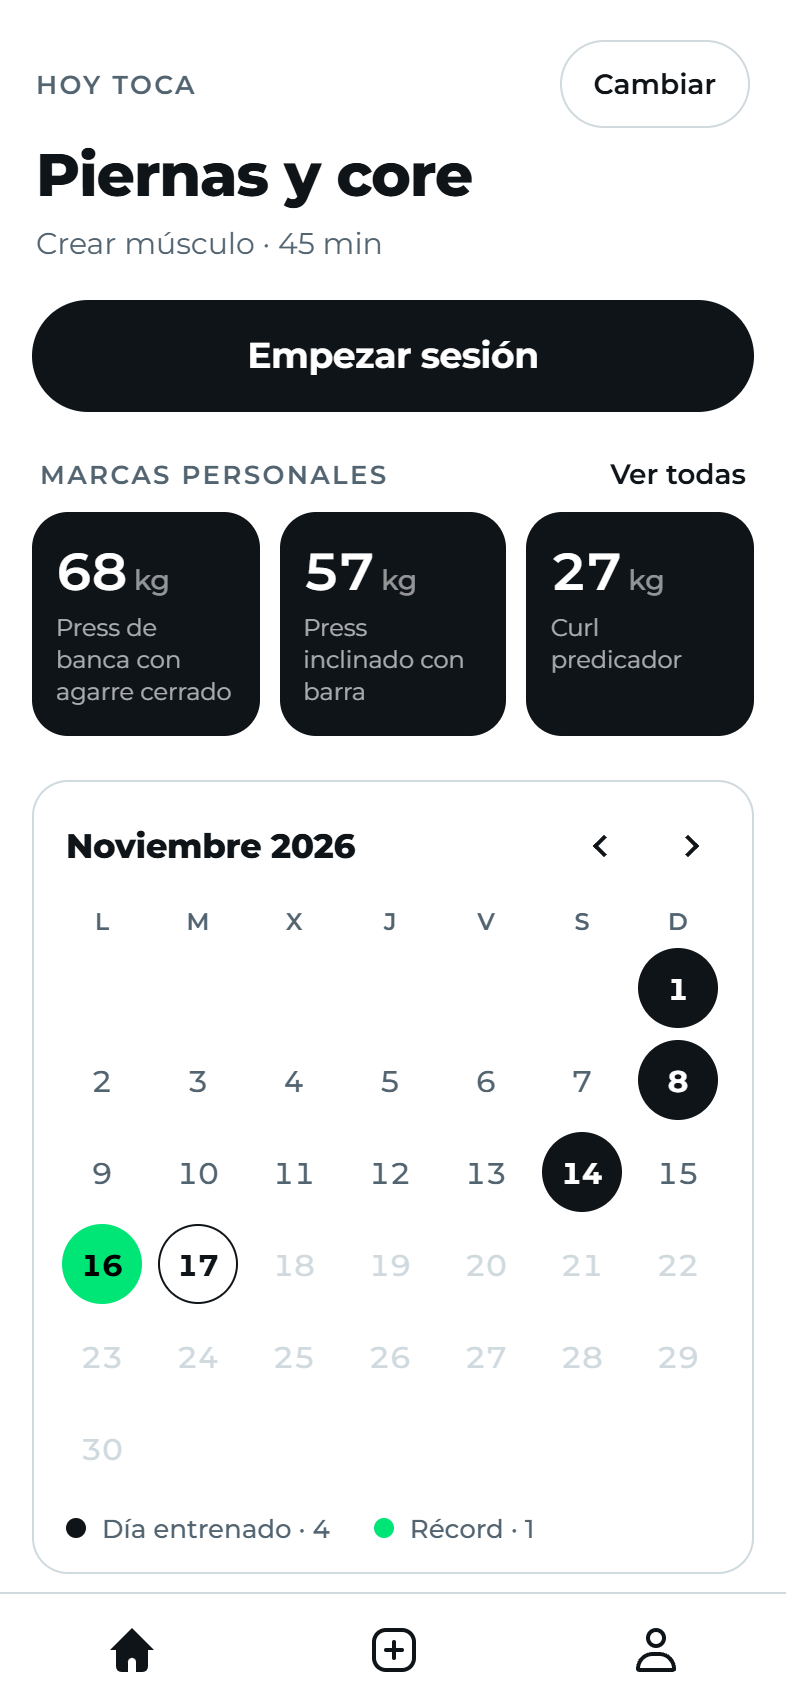 HOY TOCA
Cambiar
Piernas y core
Crear músculo · 45 min
Empezar sesión
MARCAS PERSONALES
Ver todas
68 kg
Press de
banca con
agarre cerrado
57 kg
Press
inclinado con
barra
27 kg
Curl
predicador
Noviembre 2026
L M X J V S D
1
2 3 4 5 6 7 8
9 10 11 12 13 14 15
16 17 18 19 20 21 22
23 24 25 26 27 28 29
30
Día entrenado · 4
Récord · 1